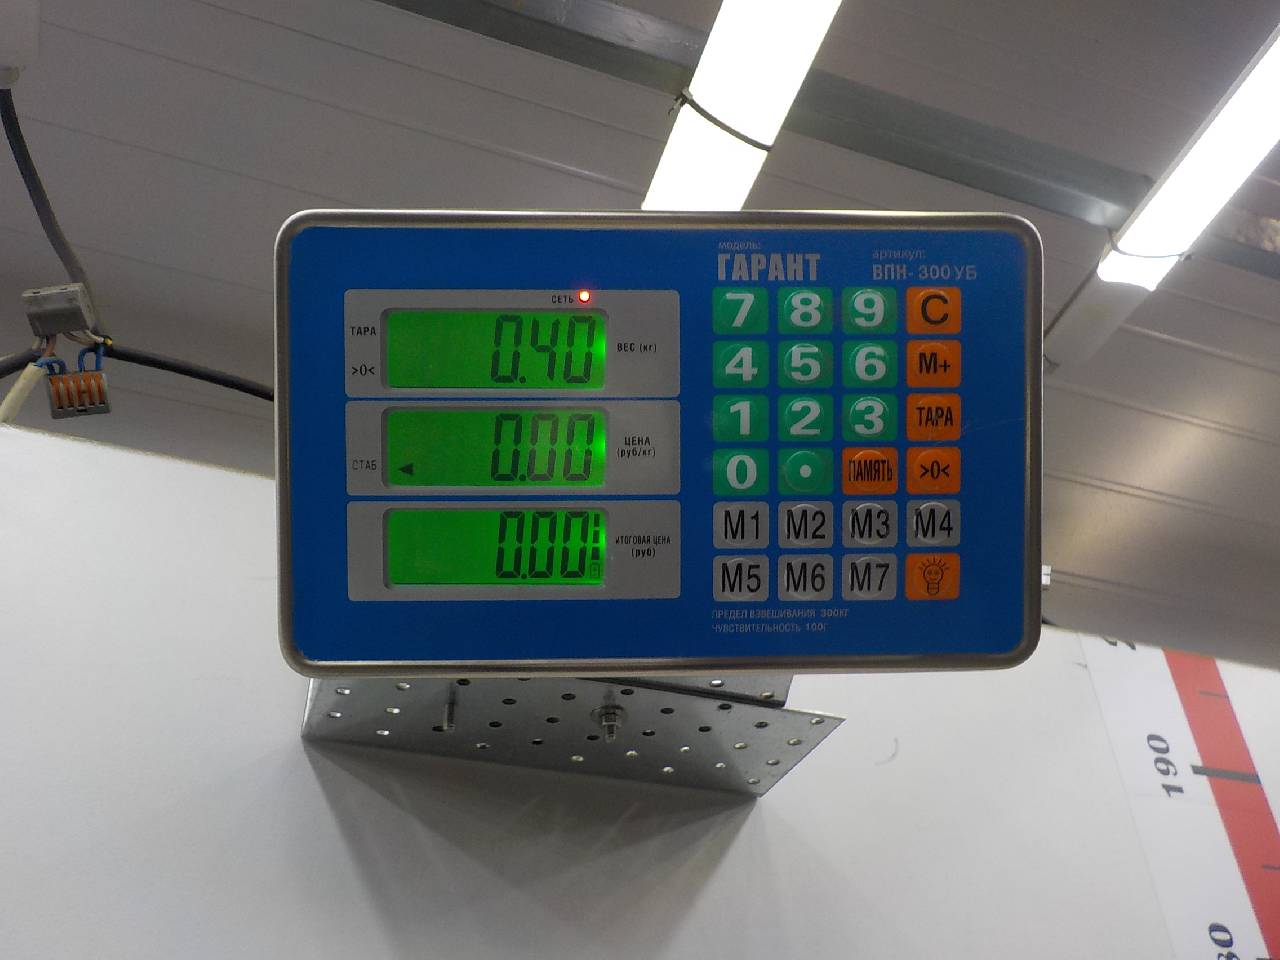 модель:
ГАРАНТ
артикул:
ВПН- 300УБ
СЕТЬ
ТАРА
>0<
0.40
ВЕС (кг)
СТАБ
0.00
ЦЕНА
(руб/кг)
0.00
ИТОГОВАЯ ЦЕНА
(руб)
7 8 9 C
4 5 6 M+
1 2 3 ТАРА
0 . ПАМЯТЬ >0<
M1 M2 M3 M4
M5 M6 M7
ПРЕДЕЛ ВЗВЕШИВАНИЯ 300КГ
ЧУВСТВИТЕЛЬНОСТЬ 100Г
190